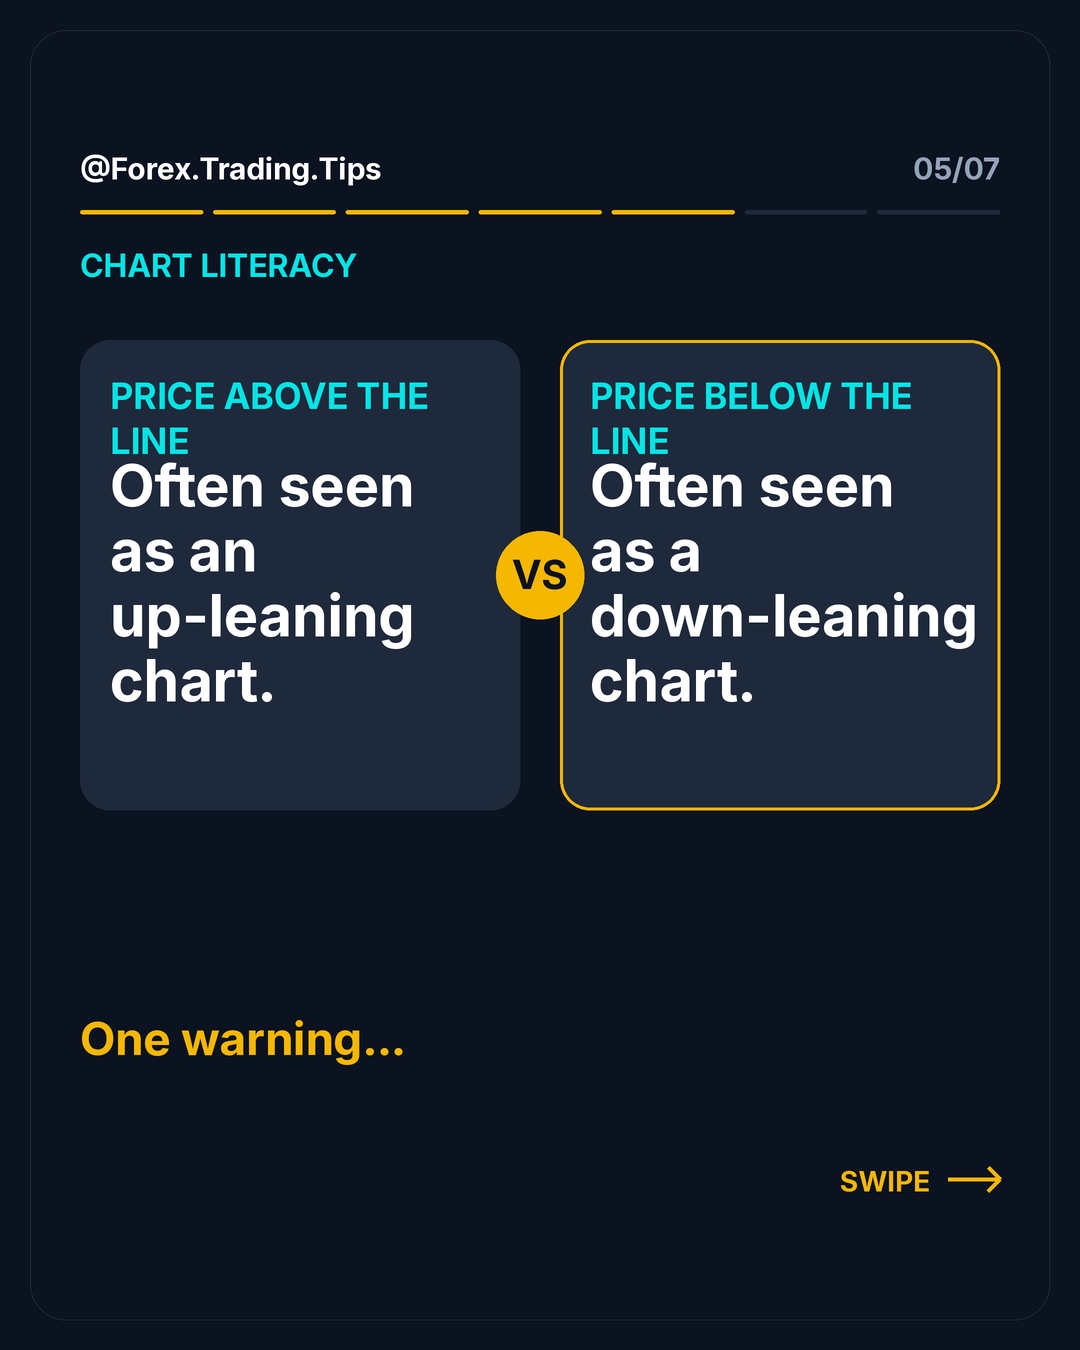 @Forex.Trading.Tips
05/07
CHART LITERACY
PRICE ABOVE THE
LINE
Often seen
as an
up-leaning
chart.
VS
PRICE BELOW THE
LINE
Often seen
as a
down-leaning
chart.
One warning...
SWIPE